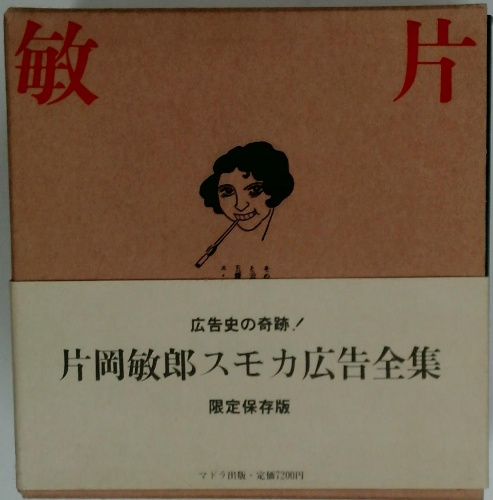 片
敏
広告史の奇跡!
片岡敏郎スモカ広告全集
限定保存版
マドラ出版・定価7200円